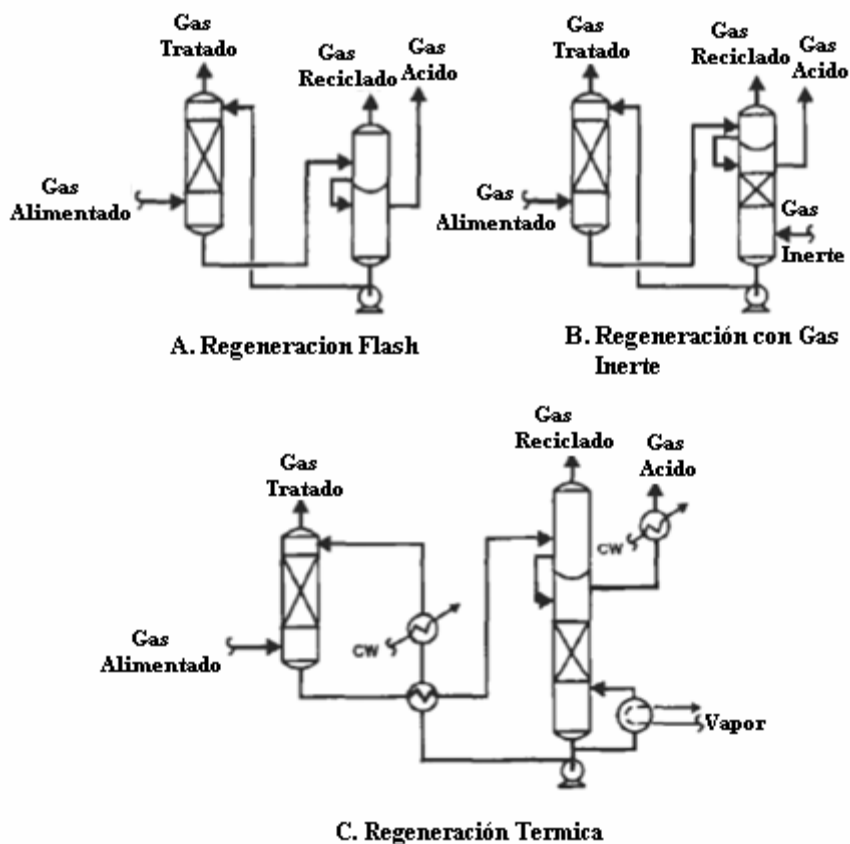 Gas
Tratado
Gas
Reciclado
Gas
Acido
Gas
Alimentado
A. Regeneracion Flash
Gas
Tratado
Gas
Reciclado
Gas
Acido
Gas
Alimentado
Gas
Inerte
B. Regeneración con Gas
Inerte
Gas
Tratado
Gas
Reciclado
Gas
Acido
CW
Gas
Alimentado
CW
Vapor
C. Regeneración Termica